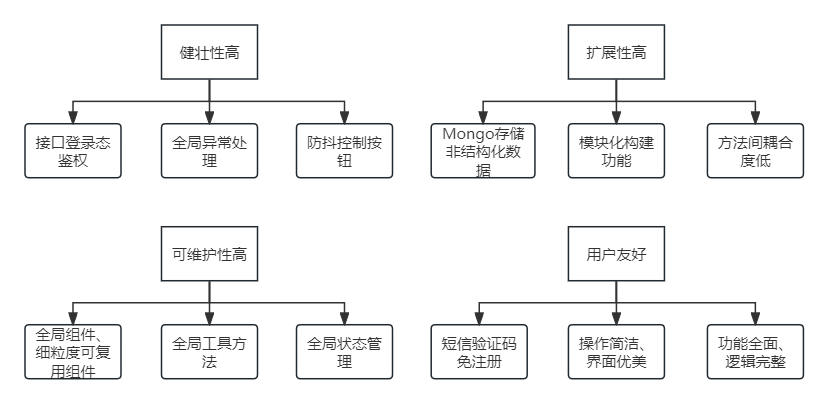 健壮性高
接口登录态
鉴权
全局异常处
理
防抖控制按
钮
扩展性高
Mongo存储
非结构化数
据
模块化构建
功能
方法间耦合
度低
可维护性高
全局组件、
细粒度可复
用组件
全局工具方
法
全局状态管
理
用户友好
短信验证码
免注册
操作简洁、
界面优美
功能全面、
逻辑完整